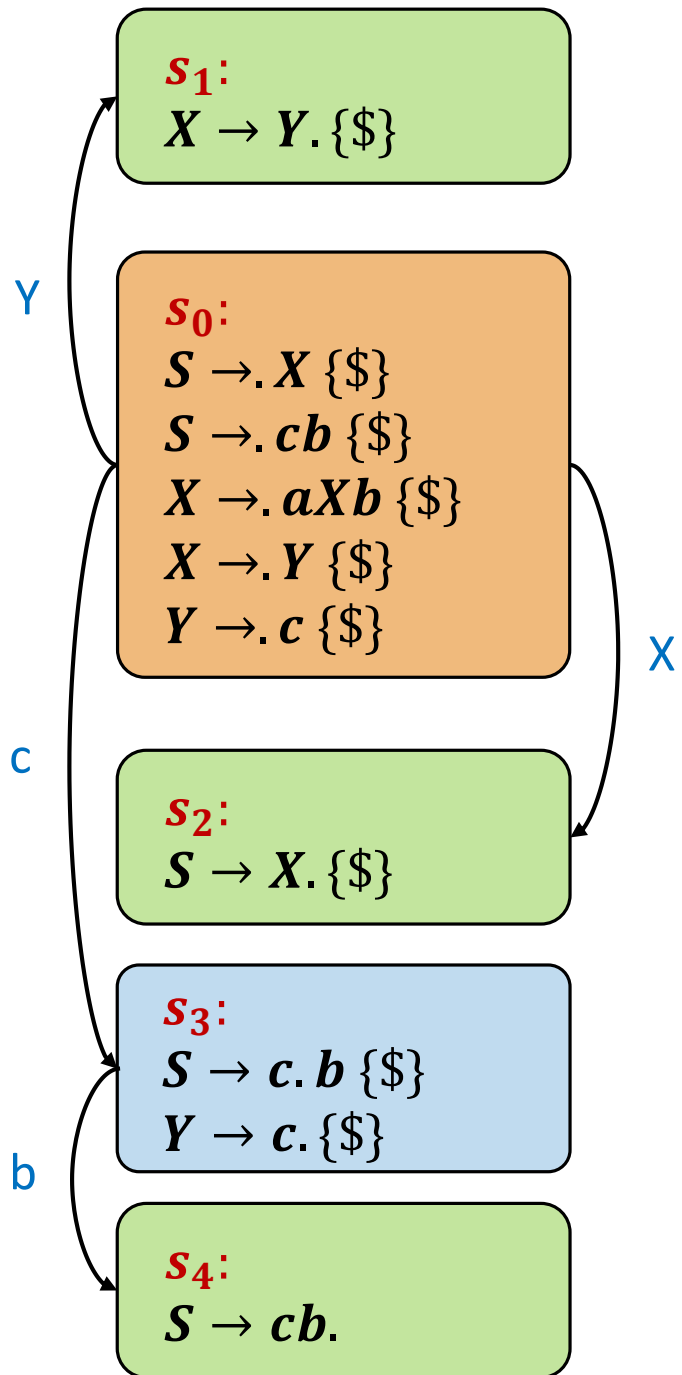 s₁:
X → Y. {$}
Y
s₀:
S →. X {$}
S →. cb {$}
X →. aXb {$}
X →. Y {$}
Y →. c {$}
X
c
s₂:
S → X. {$}
s₃:
S → c. b {$}
Y → c. {$}
b
s₄:
S → cb.